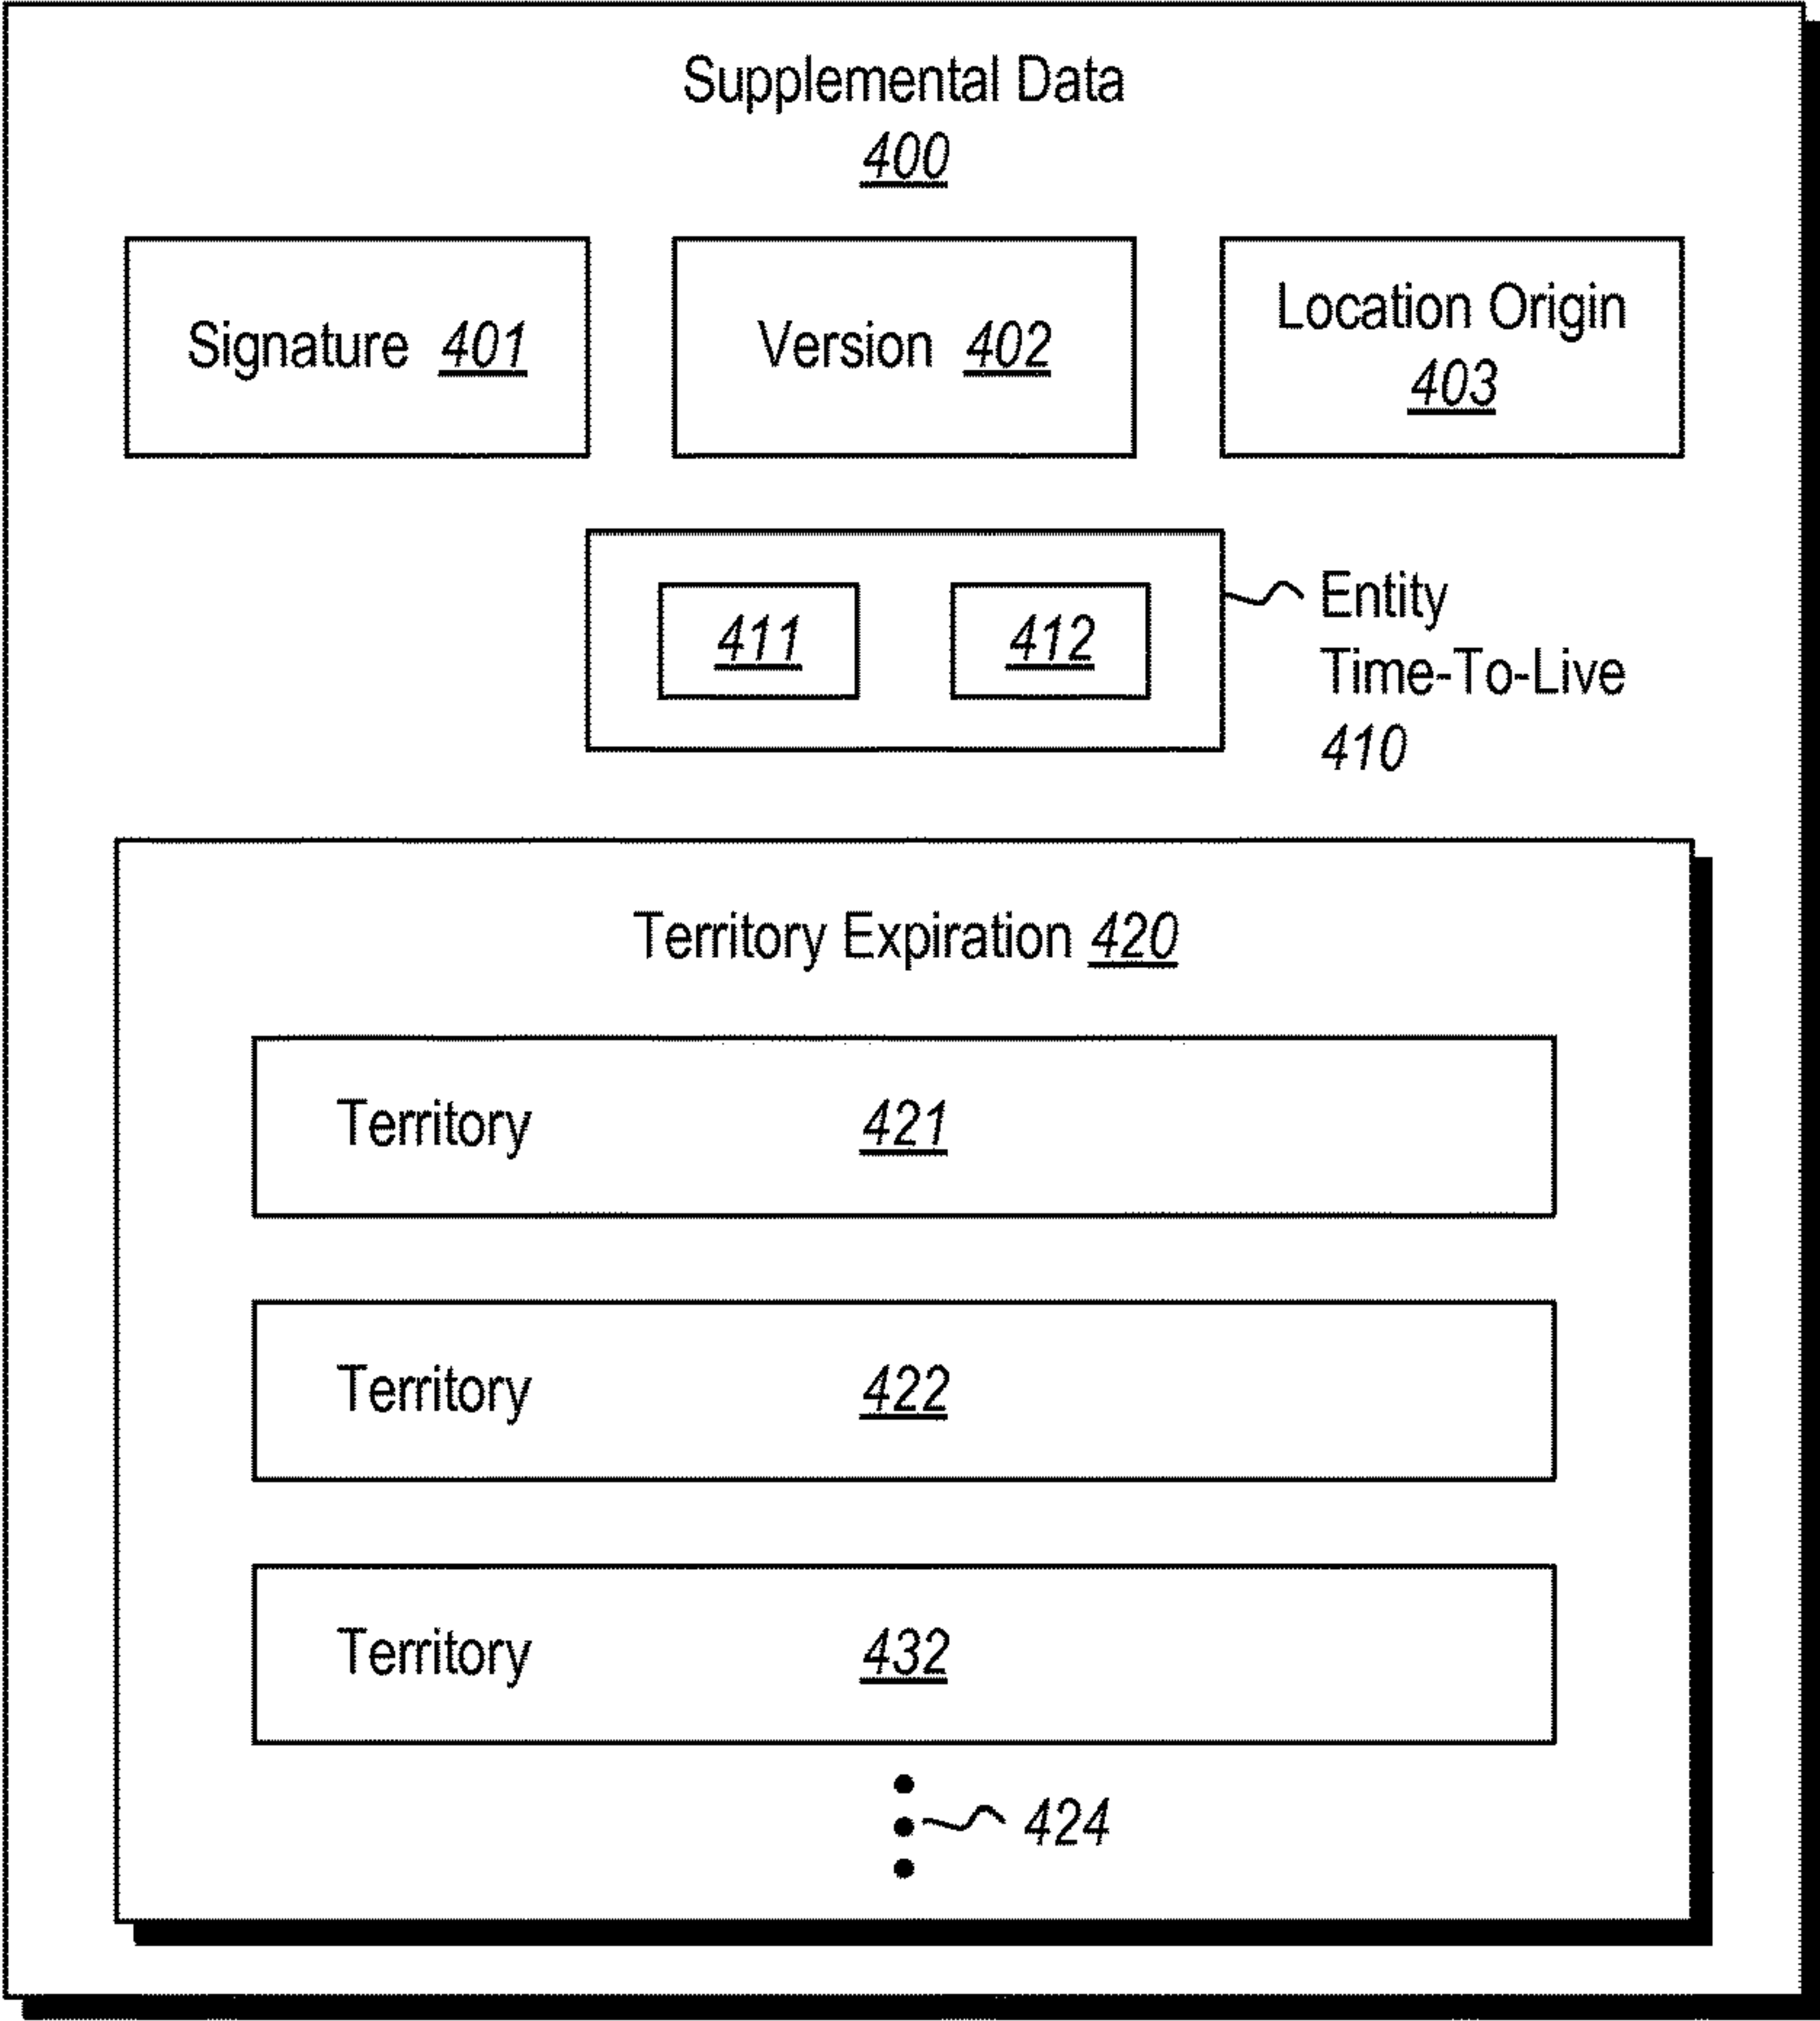 Supplemental Data
400
Signature 401
Version 402
Location Origin
403
411
412
Entity
Time-To-Live
410
Territory Expiration 420
Territory 421
Territory 422
Territory 432
424